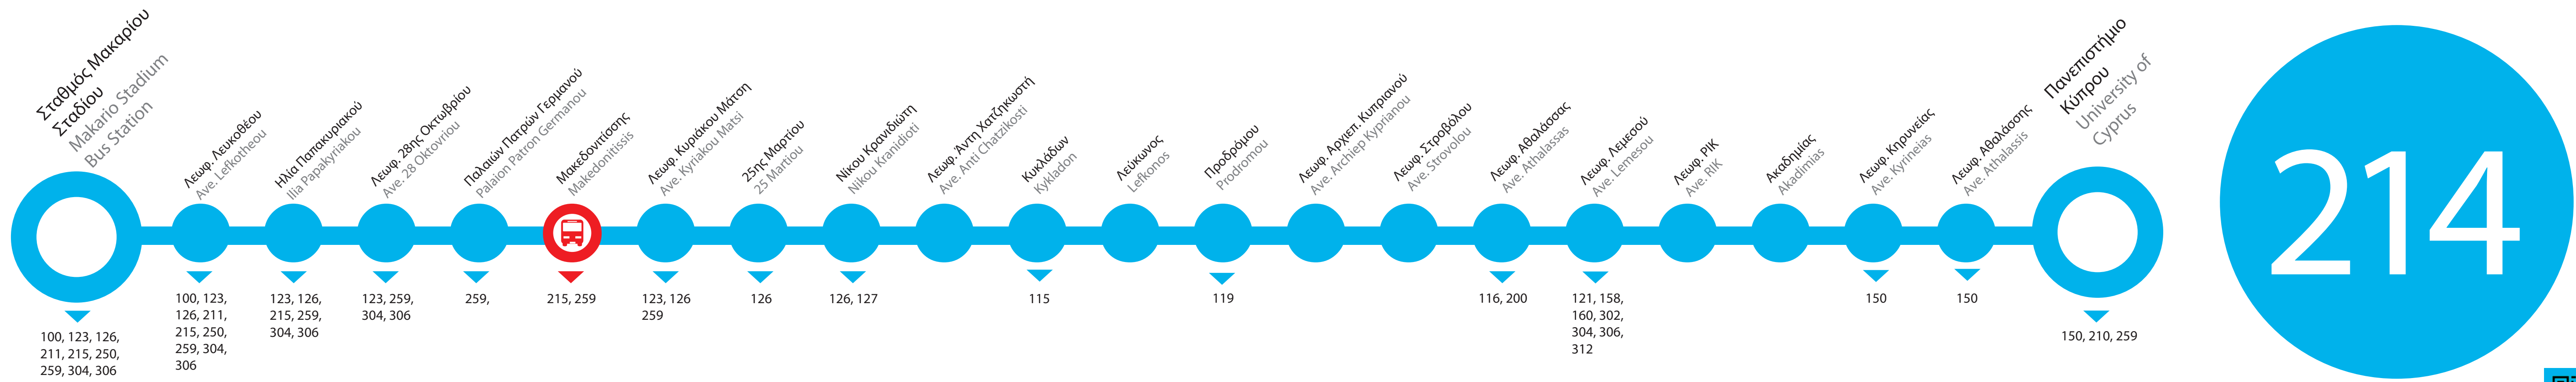 Σταθμός Μακαρίου
Σταδίου
Makario Stadium
Bus Station
100, 123, 126,
211, 215, 250,
259, 304, 306
Λεωφ. Λευκοθέου
Ave. Lefkotheou
100, 123,
126, 211,
215, 250,
259, 304,
306
Ηλία Παπακυριακού
Ilia Papakyriakou
123, 126,
215, 259,
304, 306
Λεωφ. 28ης Οκτωβρίου
Ave. 28 Oktovriou
123, 259,
304, 306
Παλαιών Πατρών Γερμανού
Palaion Patron Germanou
259,
Μακεδονιτίσσης
Makedonitissis
215, 259
Λεωφ. Κυριάκου Μάτση
Ave. Kyriakou Matsi
123, 126
259
25ης Μαρτίου
25 Martiou
126
Νίκου Κρανιδιώτη
Nikou Kranidioti
126, 127
Λεωφ. Άντη Χατζηκωστή
Ave. Anti Chatzikosti
Κυκλάδων
Kykladon
115
Λεύκωνος
Lefkonos
Προδρόμου
Prodromou
119
Λεωφ. Αρχιεπ. Κυπριανού
Ave. Archiep Kyprianou
Λεωφ. Στροβόλου
Ave. Strovolou
Λεωφ. Αθαλάσσας
Ave. Athalassas
116, 200
Λεωφ. Λεμεσού
Ave. Lemesou
121, 158,
160, 302,
304, 306,
312
Λεωφ. ΡΙΚ
Ave. RIK
Ακαδημίας
Akadimias
Λεωφ. Κηρυνείας
Ave. Kyrineias
150
Λεωφ. Αθαλάσσης
Ave. Athalassis
150
Πανεπιστήμιο
Κύπρου
University of
Cyprus
150, 210, 259
214